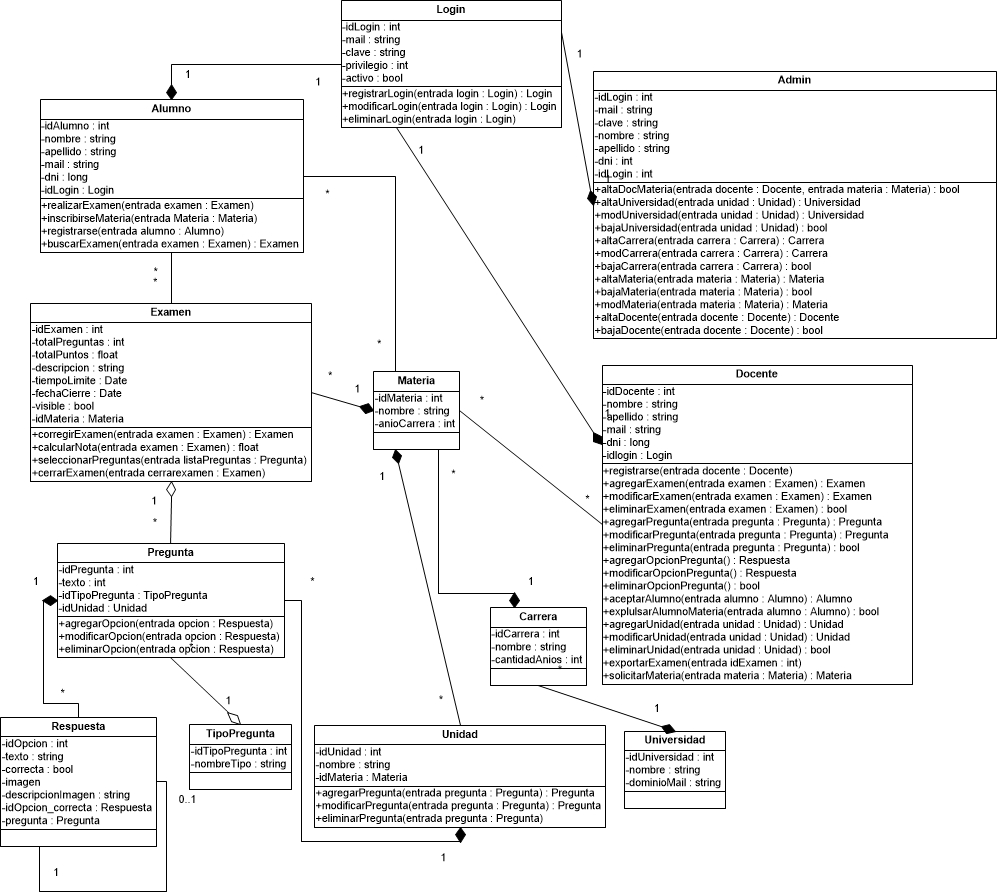 Login
-idLogin : int
-mail : string
-clave : string
-privilegio : int
-activo : bool
+registrarLogin(entrada login : Login) : Login
+modificarLogin(entrada login : Login) : Login
+eliminarLogin(entrada login : Login)
1
1
1
1
Admin
-idLogin : int
-mail : string
-clave : string
-nombre : string
-apellido : string
-dni : int
-idLogin : int
1
+altaDocMateria(entrada docente : Docente, entrada materia : Materia) : bool
+altaUniversidad(entrada unidad : Unidad) : Universidad
+modUniversidad(entrada unidad : Unidad) : Universidad
+bajaUniversidad(entrada unidad : Unidad) : bool
+altaCarrera(entrada carrera : Carrera) : Carrera
+modCarrera(entrada carrera : Carrera) : Carrera
+bajaCarrera(entrada carrera : Carrera) : bool
+altaMateria(entrada materia : Materia) : Materia
+bajaMateria(entrada materia : Materia) : bool
+modMateria(entrada materia : Materia) : Materia
+altaDocente(entrada docente : Docente) : Docente
+bajaDocente(entrada docente : Docente) : bool
Alumno
-idAlumno : int
-nombre : string
-apellido : string
-mail : string
-dni : long
-idLogin : Login
+realizarExamen(entrada examen : Examen)
+inscribirseMateria(entrada Materia : Materia)
+registrarse(entrada alumno : Alumno)
+buscarExamen(entrada examen : Examen) : Examen
*
*
*
*
Examen
-idExamen : int
-totalPreguntas : int
-totalPuntos : float
-descripcion : string
-tiempoLimite : Date
-fechaCierre : Date
-visible : bool
-idMateria : Materia
+corregirExamen(entrada examen : Examen) : Examen
+calcularNota(entrada examen : Examen) : float
+seleccionarPreguntas(entrada listaPreguntas : Pregunta)
+cerrarExamen(entrada cerrarexamen : Examen)
*
1
Materia
-idMateria : int
-nombre : string
-anioCarrera : int
*
*
1
*
Docente
-idDocente : int
-nombre : string
-apellido : string
-mail : string
-dni : long
-idlogin : Login
1
+registrarse(entrada docente : Docente)
+agregarExamen(entrada examen : Examen) : Examen
+modificarExamen(entrada examen : Examen) : Examen
+eliminarExamen(entrada examen : Examen) : bool
+agregarPregunta(entrada pregunta : Pregunta) : Pregunta
+modificarPregunta(entrada pregunta : Pregunta) : Pregunta
+eliminarPregunta(entrada pregunta : Pregunta) : bool
+agregarOpcionPregunta() : Respuesta
+modificarOpcionPregunta() : Respuesta
+eliminarOpcionPregunta() : bool
+aceptarAlumno(entrada alumno : Alumno) : Alumno
+explulsarAlumnoMateria(entrada alumno : Alumno) : bool
+agregarUnidad(entrada unidad : Unidad) : Unidad
+modificarUnidad(entrada unidad : Unidad) : Unidad
+eliminarUnidad(entrada unidad : Unidad) : bool
+exportarExamen(entrada idExamen : int)
+solicitarMateria(entrada materia : Materia) : Materia
1
*
Pregunta
-idPregunta : int
-texto : int
-idTipoPregunta : TipoPregunta
-idUnidad : Unidad
+agregarOpcion(entrada opcion : Respuesta)
+modificarOpcion(entrada opcion : Respuesta)
+eliminarOpcion(entrada opcion : Respuesta)
*
1
*
*
1
1
Carrera
-idCarrera : int
-nombre : string
-cantidadAnios : int
*
1
Universidad
-idUniversidad : int
-nombre : string
-dominioMail : string
TipoPregunta
-idTipoPregunta : int
-nombreTipo : string
*
Unidad
-idUnidad : int
-nombre : string
-idMateria : Materia
+agregarPregunta(entrada pregunta : Pregunta) : Pregunta
+modificarPregunta(entrada pregunta : Pregunta) : Pregunta
+eliminarPregunta(entrada pregunta : Pregunta)
1
Respuesta
-idOpcion : int
-texto : string
-correcta : bool
-imagen
-descripcionImagen : string
-idOpcion_correcta : Respuesta
-pregunta : Pregunta
0..1
1